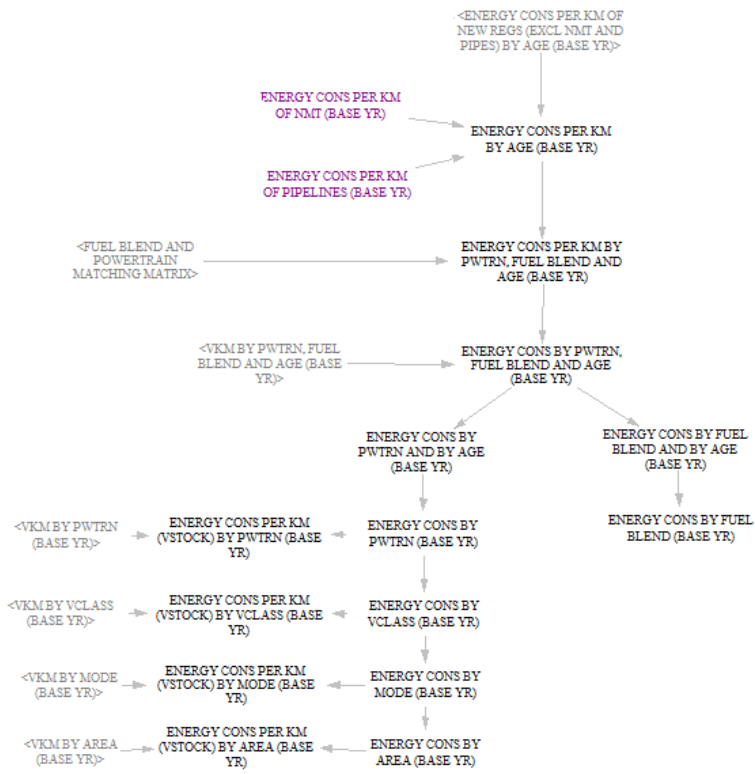 <ENERGY CONS PER KM OF
NEW REGS (EXCL NMT AND
PIPES) BY AGE (BASE YR)>
ENERGY CONS PER KM
OF NMT (BASE YR)
ENERGY CONS PER KM
BY AGE (BASE YR)
ENERGY CONS PER KM
OF PIPELINES (BASE YR)
<FUEL BLEND AND
POWERTRAIN
MATCHING MATRIX>
ENERGY CONS PER KM BY
PWTRN, FUEL BLEND AND
AGE (BASE YR)
<VKM BY PWTRN, FUEL
BLEND AND AGE (BASE
YR)>
ENERGY CONS BY PWTRN,
FUEL BLEND AND AGE
(BASE YR)
ENERGY CONS BY
PWTRN AND BY AGE
(BASE YR)
ENERGY CONS BY FUEL
BLEND AND BY AGE
(BASE YR)
<VKM BY PWTRN
(BASE YR)>
ENERGY CONS PER KM
(VSTOCK) BY PWTRN (BASE
YR)
ENERGY CONS BY
PWTRN (BASE YR)
ENERGY CONS BY FUEL
BLEND (BASE YR)
<VKM BY VCLASS
(BASE YR)>
ENERGY CONS PER KM
(VSTOCK) BY VCLASS (BASE
YR)
ENERGY CONS BY
VCLASS (BASE YR)
<VKM BY MODE
(BASE YR)>
ENERGY CONS PER KM
(VSTOCK) BY MODE (BASE
YR)
ENERGY CONS BY
MODE (BASE YR)
<VKM BY AREA
(BASE YR)>
ENERGY CONS PER KM
(VSTOCK) BY AREA (BASE
YR)
ENERGY CONS BY
AREA (BASE YR)